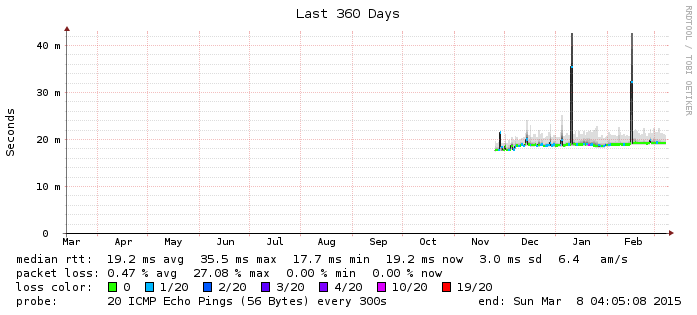 Last 360 Days
RRDTOOL / TOBI OETIKER
Seconds
40 m
30 m
20 m
10 m
0
Mar Apr May Jun Jul Aug Sep Oct Nov Dec Jan Feb
median rtt: 19.2 ms avg 35.5 ms max 17.7 ms min 19.2 ms now 3.0 ms sd 6.4 am/s
packet loss: 0.47 % avg 27.08 % max 0.00 % min 0.00 % now
loss color: 0 1/20 2/20 3/20 4/20 10/20 19/20
probe: 20 ICMP Echo Pings (56 Bytes) every 300s end: Sun Mar 8 04:05:08 2015